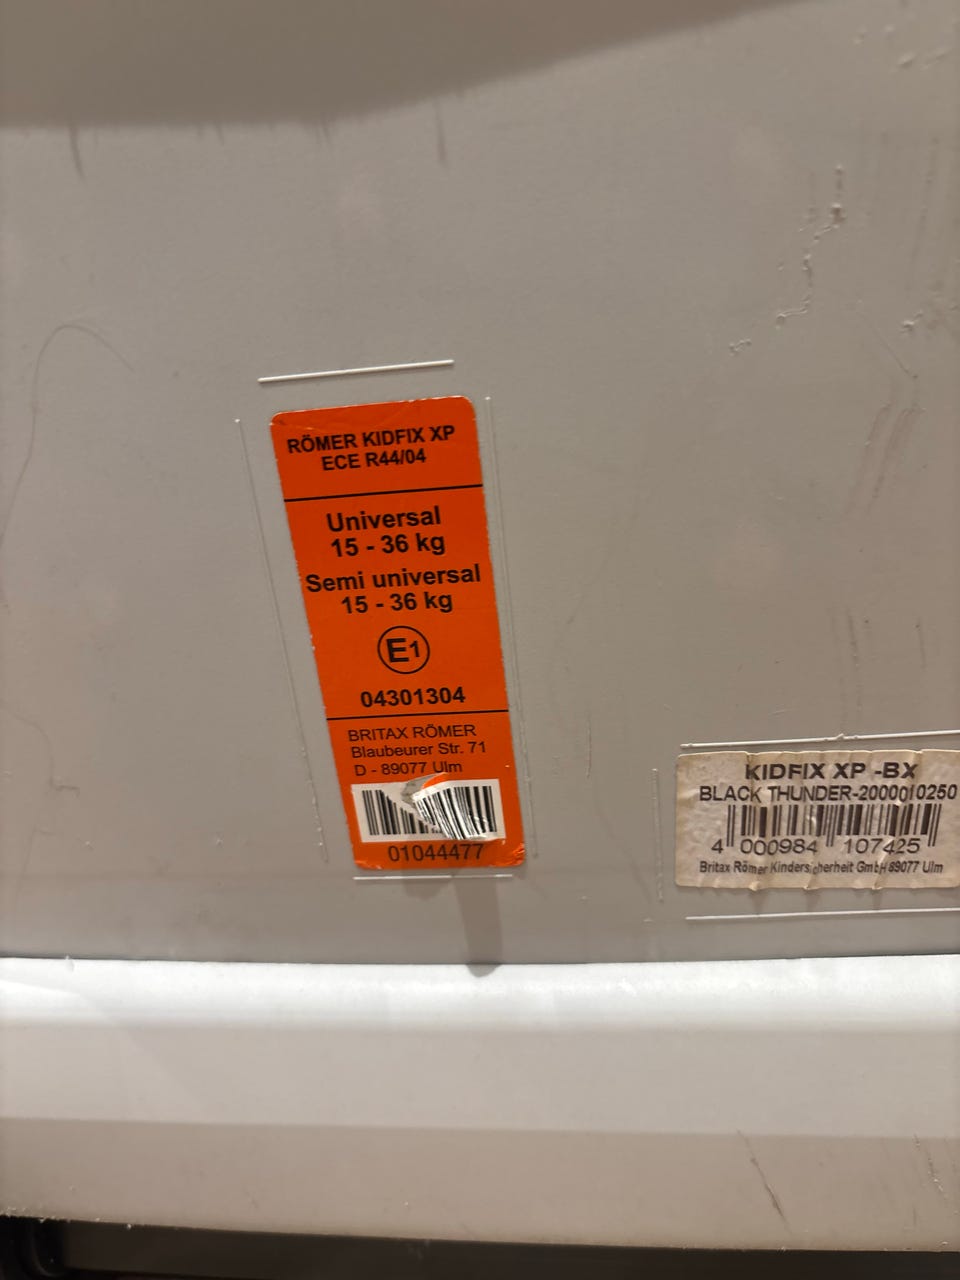 RÖMER KIDFIX XP
ECE R44/04
Universal
15 - 36 kg
Semi universal
15 - 36 kg
E1
04301304
BRITAX RÖMER
Blaubeurer Str. 71
D - 89077 Ulm
01044477
KIDFIX XP -BX
BLACK THUNDER-2000010250
4 000984 107425
Britax Römer Kindersicherheit GmbH 89077 Ulm